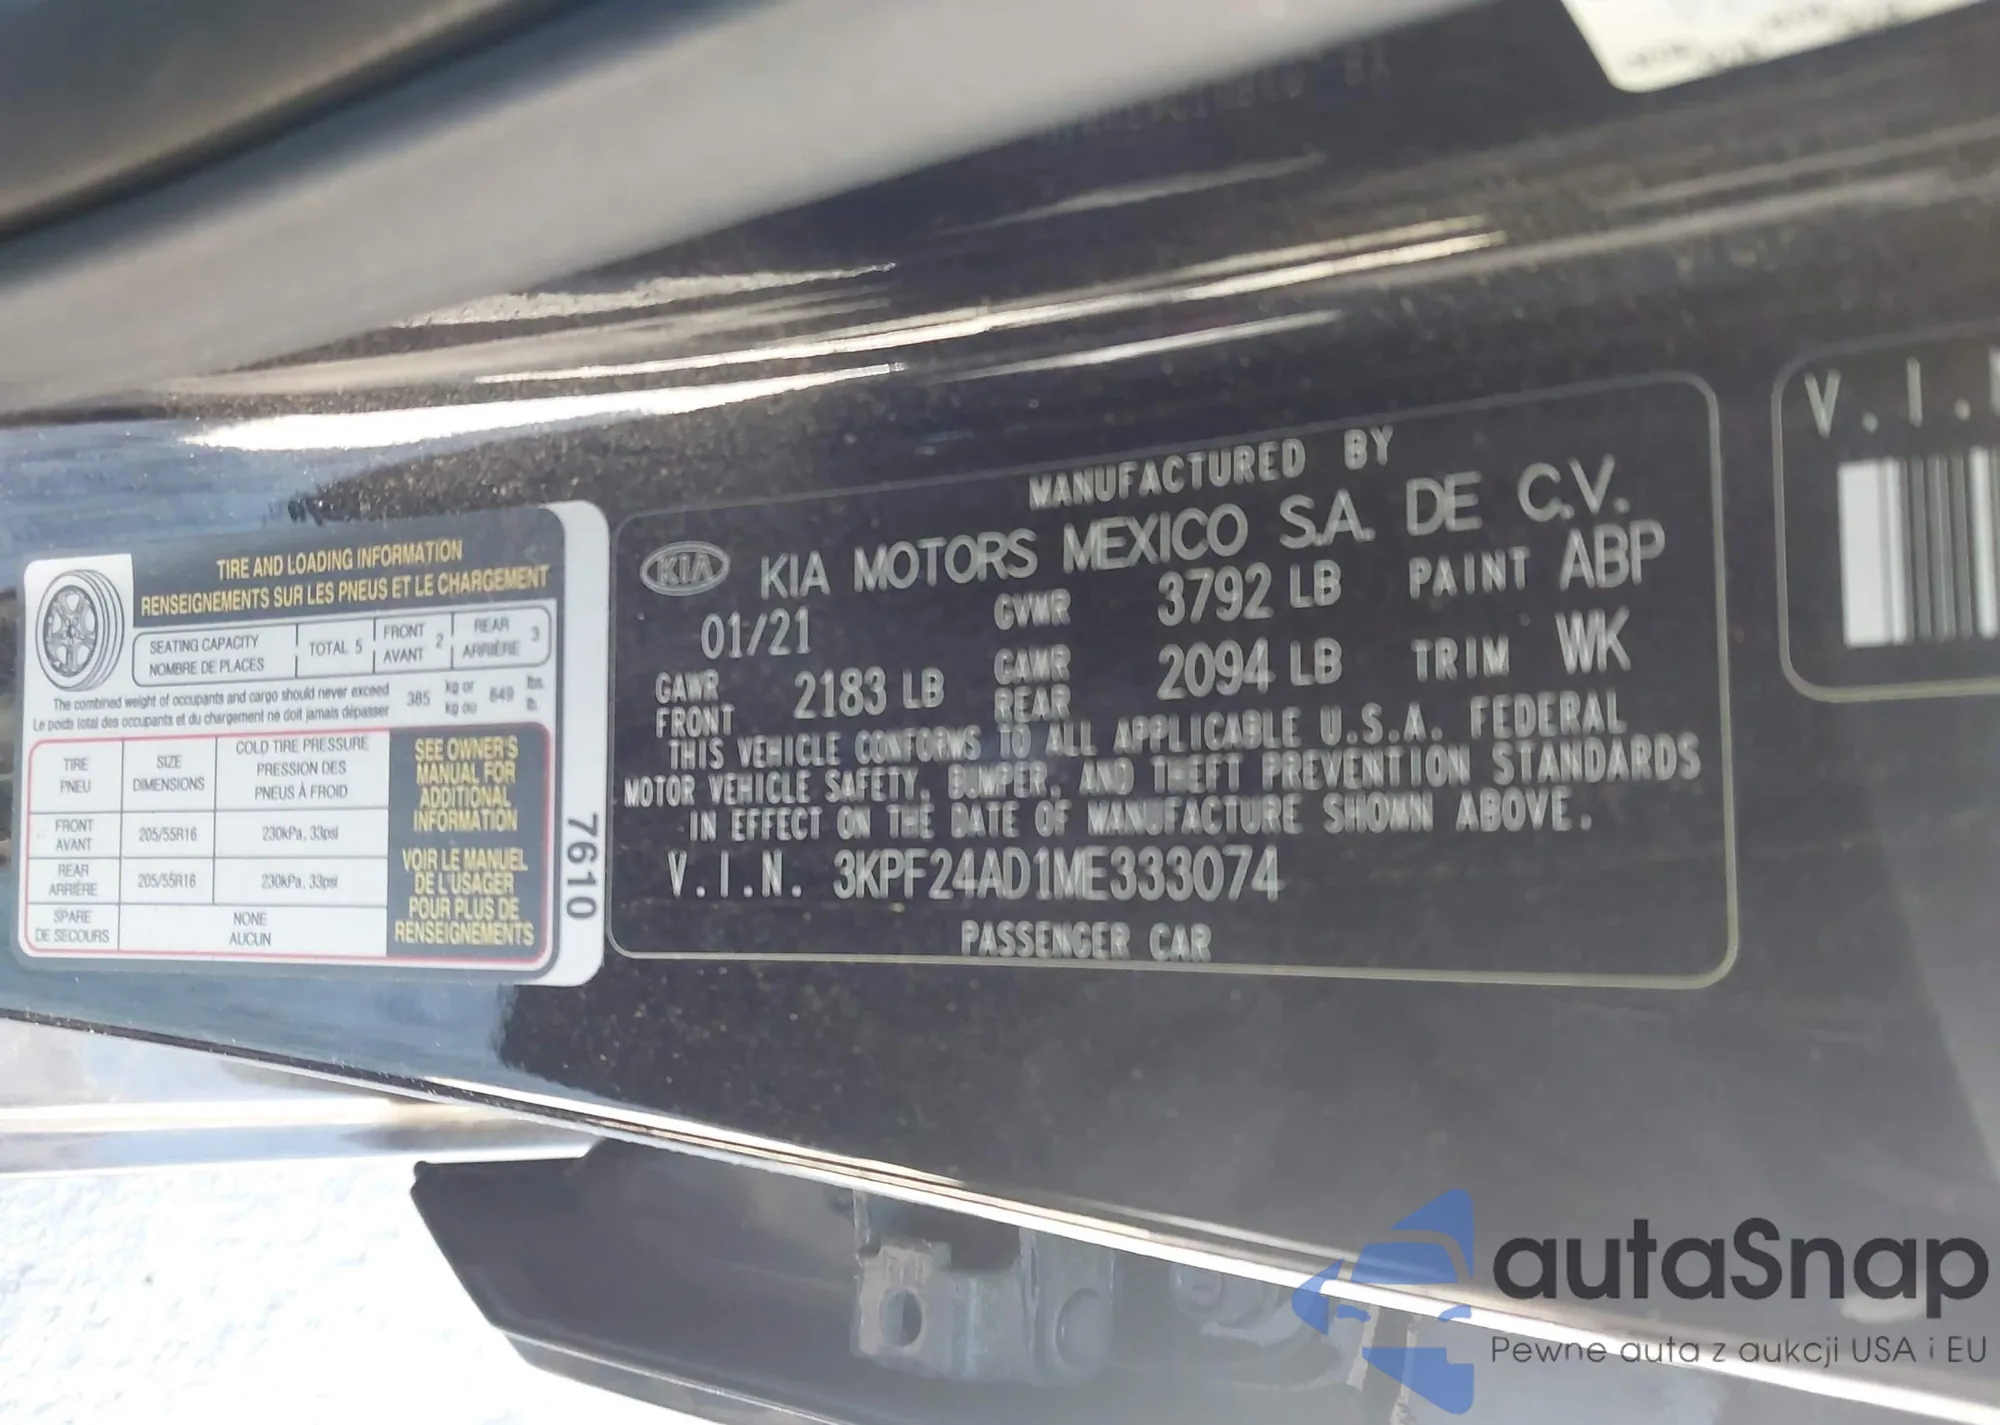 TIRE AND LOADING INFORMATION
RENSEIGNEMENTS SUR LES PNEUS ET LE CHARGEMENT
SEATING CAPACITY
NOMBRE DE PLACES
TOTAL 5
FRONT
AVANT
2
REAR
ARRIÈRE
3
The combined weight of occupants and cargo should never exceed
Le poids total des occupants et du chargement ne doit jamais dépasser
385
kg or
kg ou
849
lbs.
lb.
TIRE
PNEU
SIZE
DIMENSIONS
COLD TIRE PRESSURE
PRESSION DES
PNEUS À FROID
FRONT
AVANT
205/55R16
230kPa, 33psi
REAR
ARRIÈRE
205/55R16
230kPa, 33psi
SPARE
DE SECOURS
NONE
AUCUN
SEE OWNER'S
MANUAL FOR
ADDITIONAL
INFORMATION
VOIR LE MANUEL
DE L'USAGER
POUR PLUS DE
RENSEIGNEMENTS
7610
MANUFACTURED BY
KIA KIA MOTORS MEXICO S.A. DE C.V.
01/21 GVWR 3792 LB PAINT ABP
GAWR FRONT 2183 LB GAWR REAR 2094 LB TRIM WK
THIS VEHICLE CONFORMS TO ALL APPLICABLE U.S.A. FEDERAL
MOTOR VEHICLE SAFETY, BUMPER, AND THEFT PREVENTION STANDARDS
IN EFFECT ON THE DATE OF MANUFACTURE SHOWN ABOVE.
V.I.N. 3KPF24AD1ME333074
PASSENGER CAR
V.I.
autaSnap
Pewne auta z aukcji USA i EU